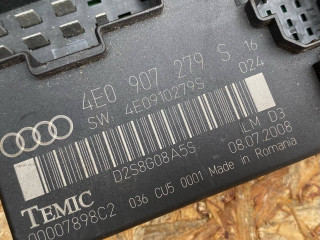 4E0 907 279 S 16
SW. 4E0910279S 024
D2S8G08A5S
ILM D3
TEMIC 036 CU5 0001 Made in Romania 08.07.2008
00007898C2